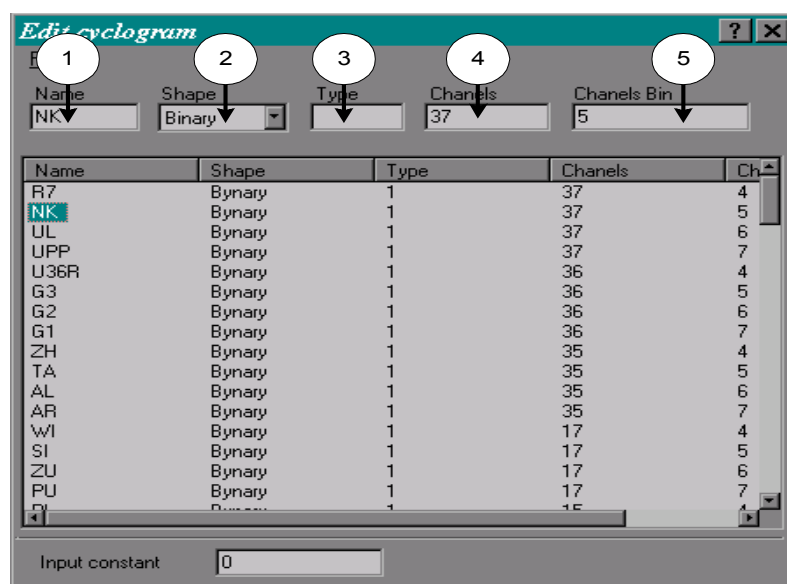 Edit cyclogram ? ×
1 2 3 4 5
Name Shape Type Chanels Chanels Bin
NK Binary 37 5
Name Shape Type Chanels Ch
R7 Bynary 1 37 4
NK Bynary 1 37 5
UL Bynary 1 37 6
UPP Bynary 1 37 7
U36R Bynary 1 36 4
G3 Bynary 1 36 5
G2 Bynary 1 36 6
G1 Bynary 1 36 7
ZH Bynary 1 35 4
TA Bynary 1 35 5
AL Bynary 1 35 6
AR Bynary 1 35 7
WI Bynary 1 17 4
SI Bynary 1 17 5
ZU Bynary 1 17 6
PU Bynary 1 17 7
Input constant 0